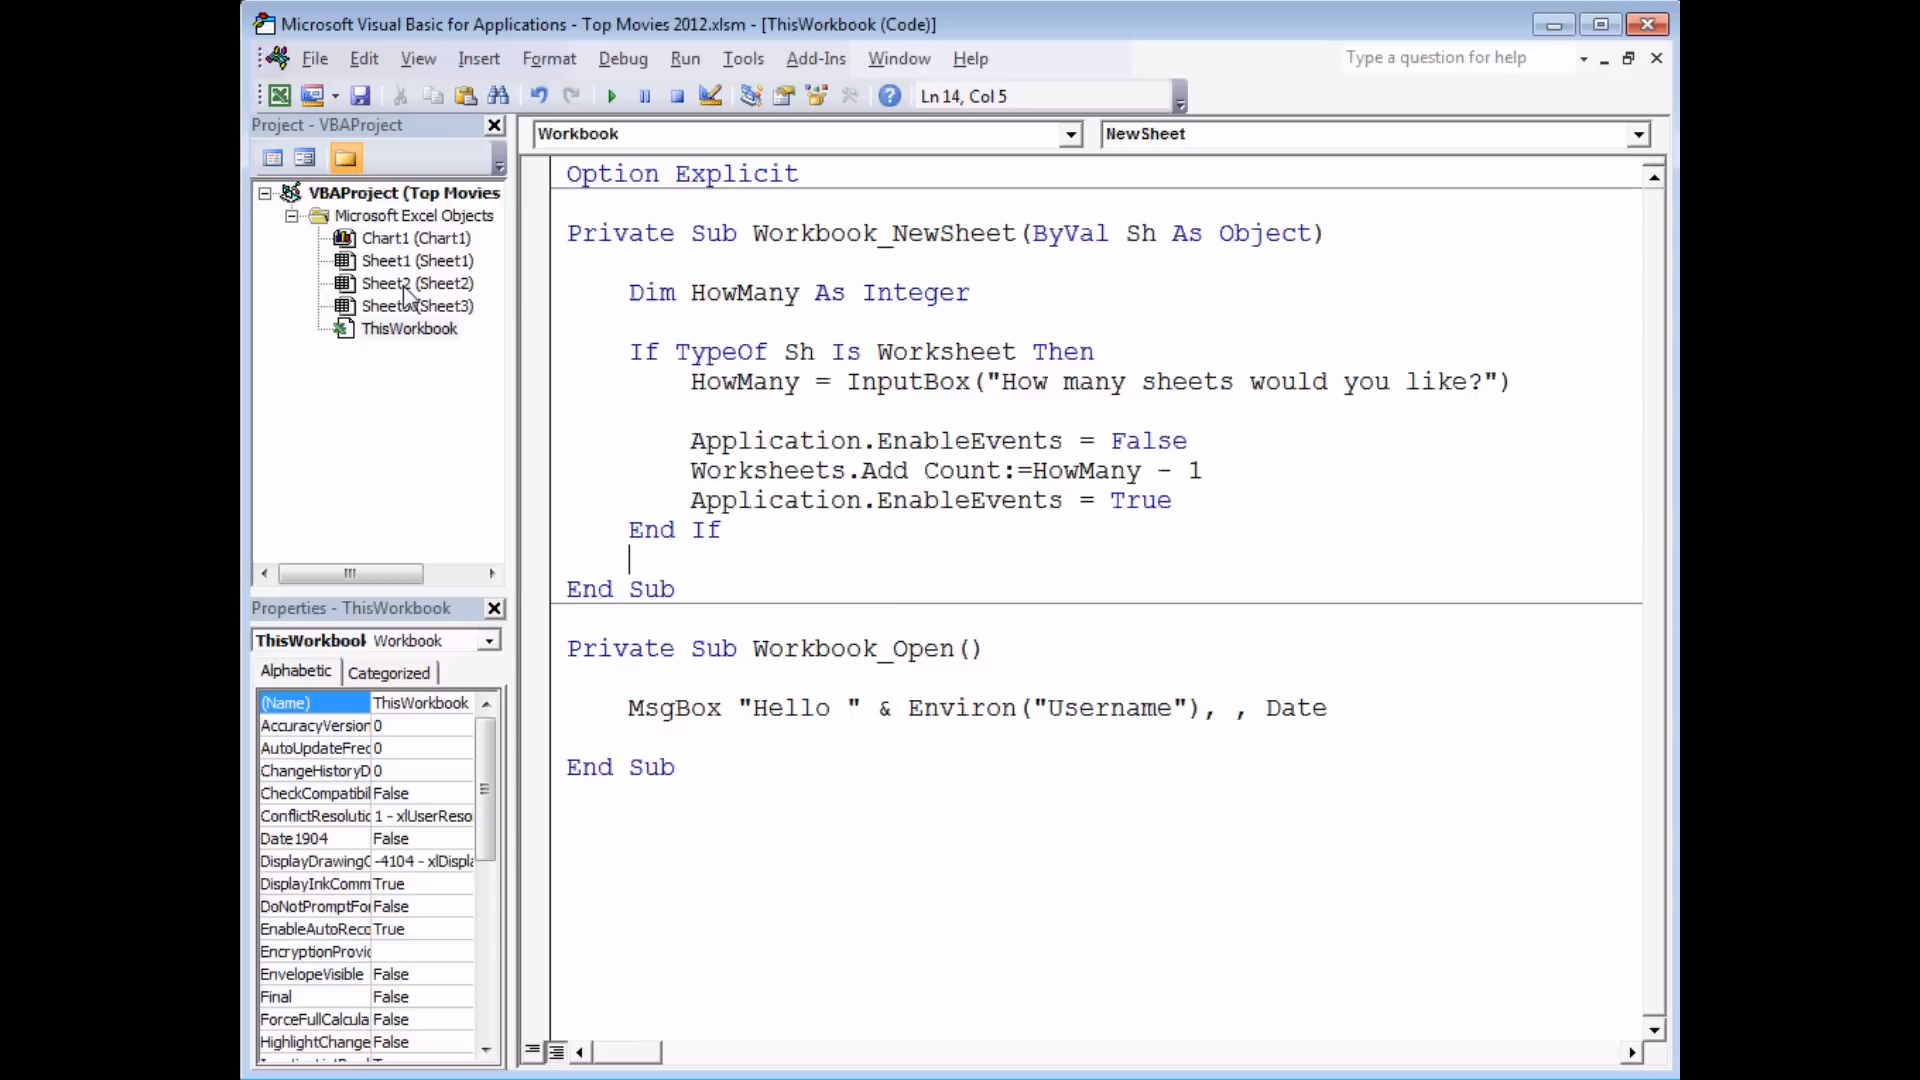 Microsoft Visual Basic for Applications - Top Movies 2012.xlsm - [ThisWorkbook (Code)]
File Edit View Insert Format Debug Run Tools Add-Ins Window Help
Type a question for help
Ln 14, Col 5
Project - VBAProject
VBAProject (Top Movies
Microsoft Excel Objects
Chart1 (Chart1)
Sheet1 (Sheet1)
Sheet2 (Sheet2)
(Sheet3)
ThisWorkbook
Properties - ThisWorkbook
ThisWorkbook Workbook
Alphabetic Categorized
(Name) ThisWorkbook
AccuracyVersion 0
AutoUpdateFrec 0
ChangeHistoryD 0
CheckCompatibil False
ConflictResolutic 1 - xlUserReso
Date1904 False
DisplayDrawingC -4104 - xlDispla
DisplayInkComm True
DoNotPromptFo False
EnableAutoReco True
EncryptionProvic
EnvelopeVisible False
Final False
ForceFullCalcula False
HighlightChange False
Workbook
NewSheet
Option Explicit
Private Sub Workbook_NewSheet(ByVal Sh As Object)
Dim HowMany As Integer
If TypeOf Sh Is Worksheet Then
HowMany = InputBox("How many sheets would you like?")
Application.EnableEvents = False
Worksheets.Add Count:=HowMany - 1
Application.EnableEvents = True
End If
End Sub
Private Sub Workbook_Open()
MsgBox "Hello " & Environ("Username"), , Date
End Sub